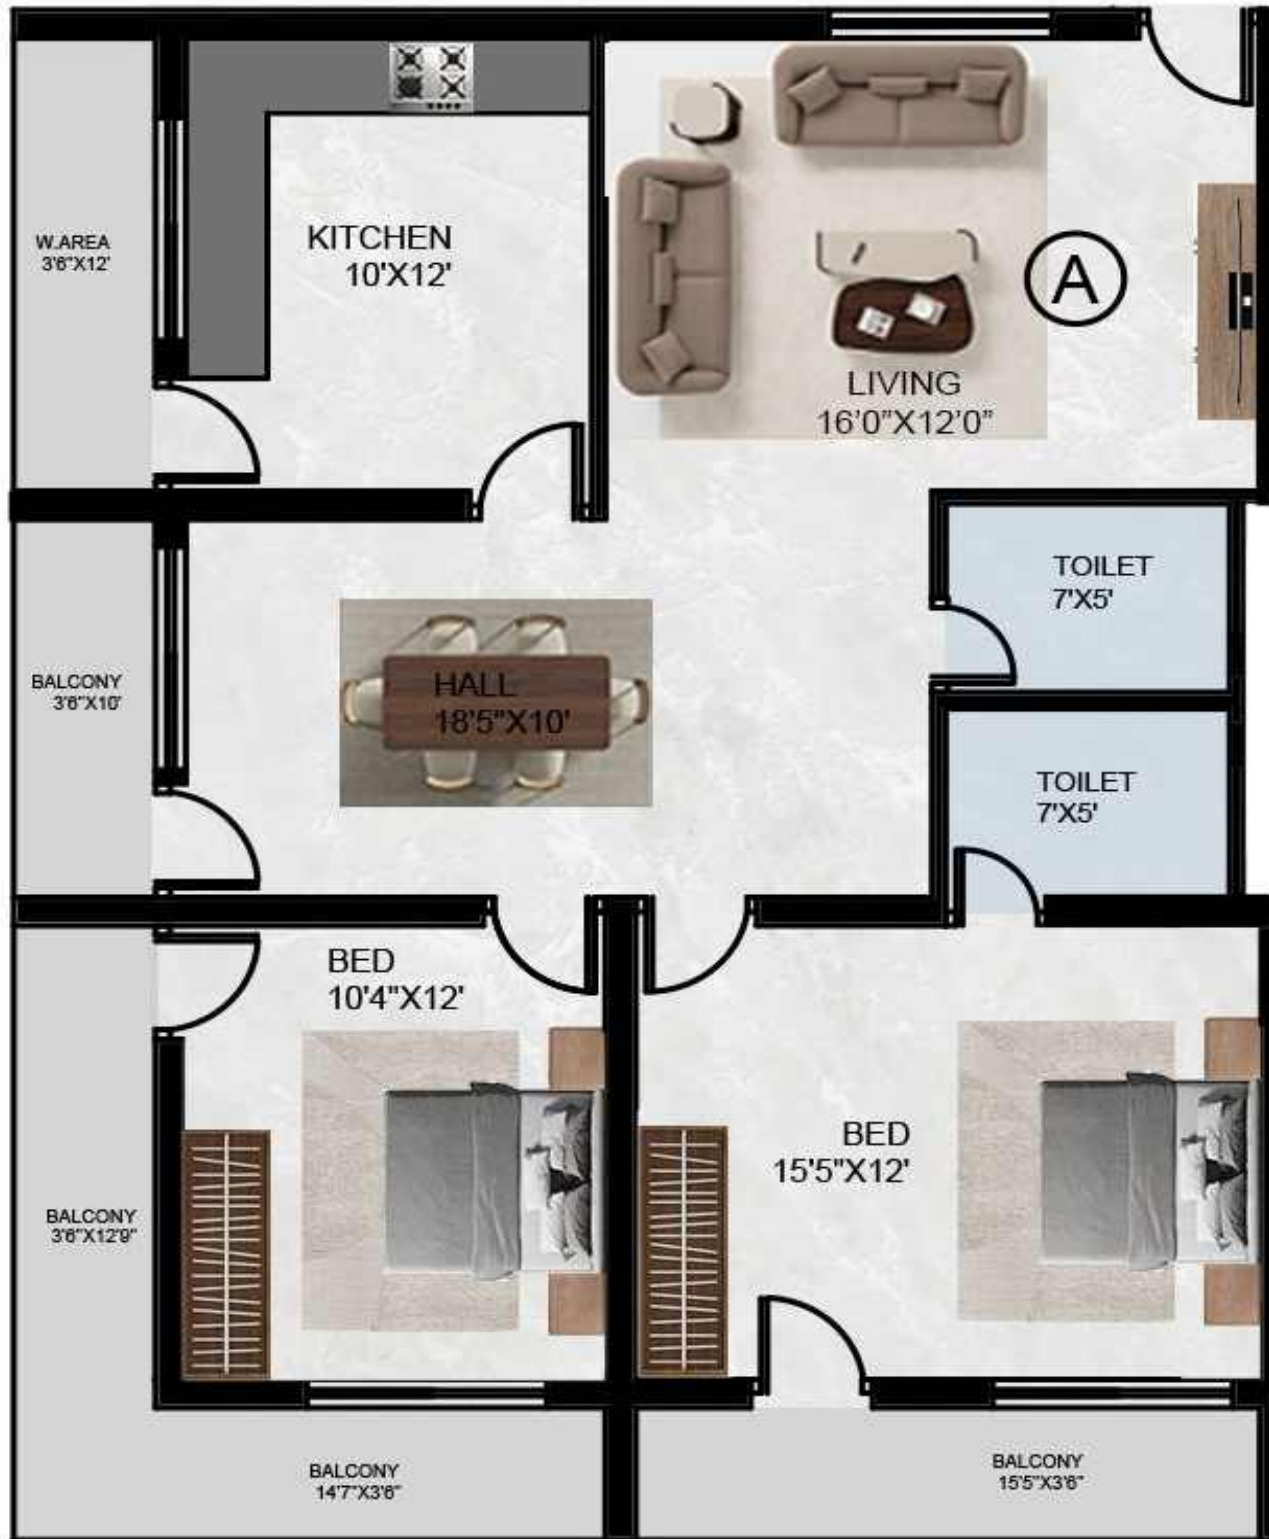 W.AREA
3'6"X12'
KITCHEN
10'X12'
A
LIVING
16'0"X12'0"
BALCONY
3'6"X10'
HALL
18'5"X10'
TOILET
7'X5'
TOILET
7'X5'
BED
10'4"X12'
BED
15'5"X12'
BALCONY
3'6"X12'9"
BALCONY
14'7"X3'6"
BALCONY
15'5"X3'6"